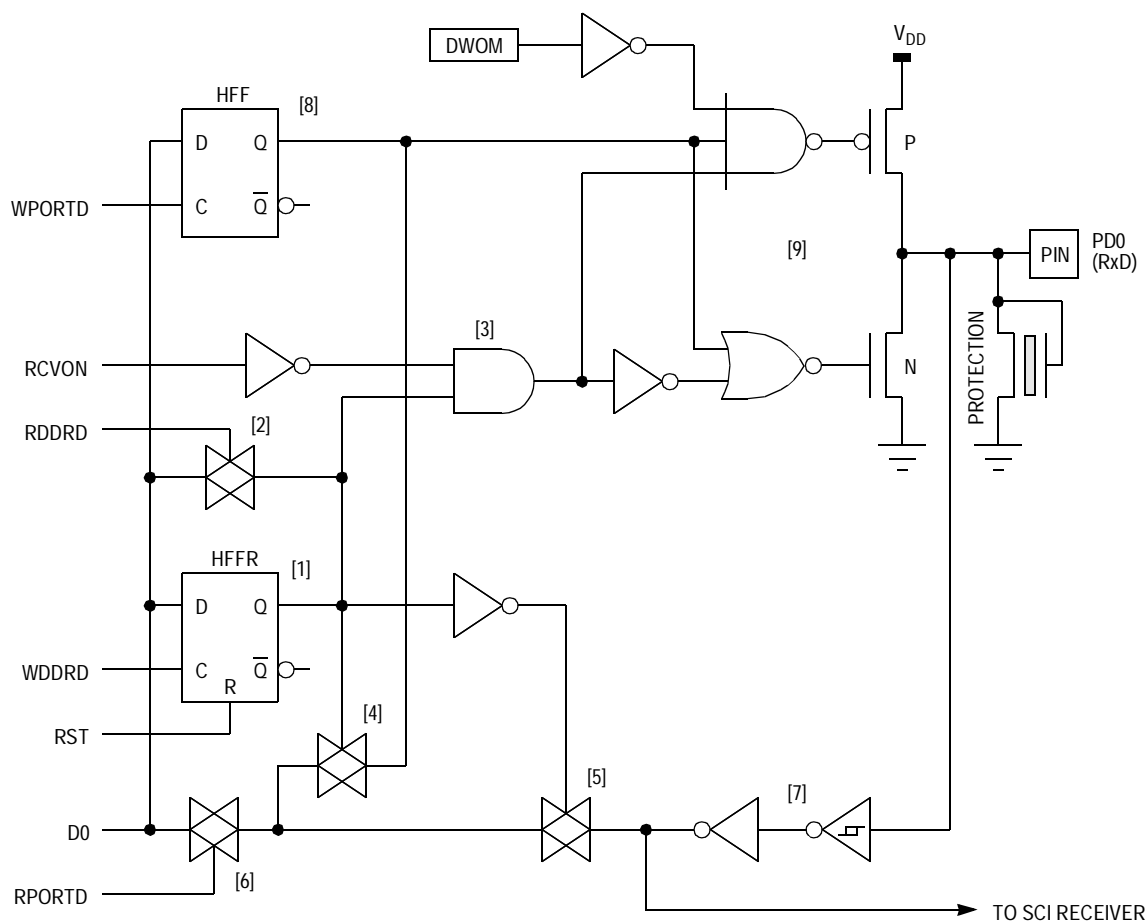 DWOM
VDD
HFF
[8]
D Q
P
WPORTD
C Q
[9]
PIN
PD0
(RxD)
[3]
PROTECTION
RCVON
N
RDDRD
[2]
HFFR
[1]
D Q
WDDRD
C Q
R
[4]
RST
[5]
[7]
D0
[6]
RPORTD
TO SCI RECEIVER